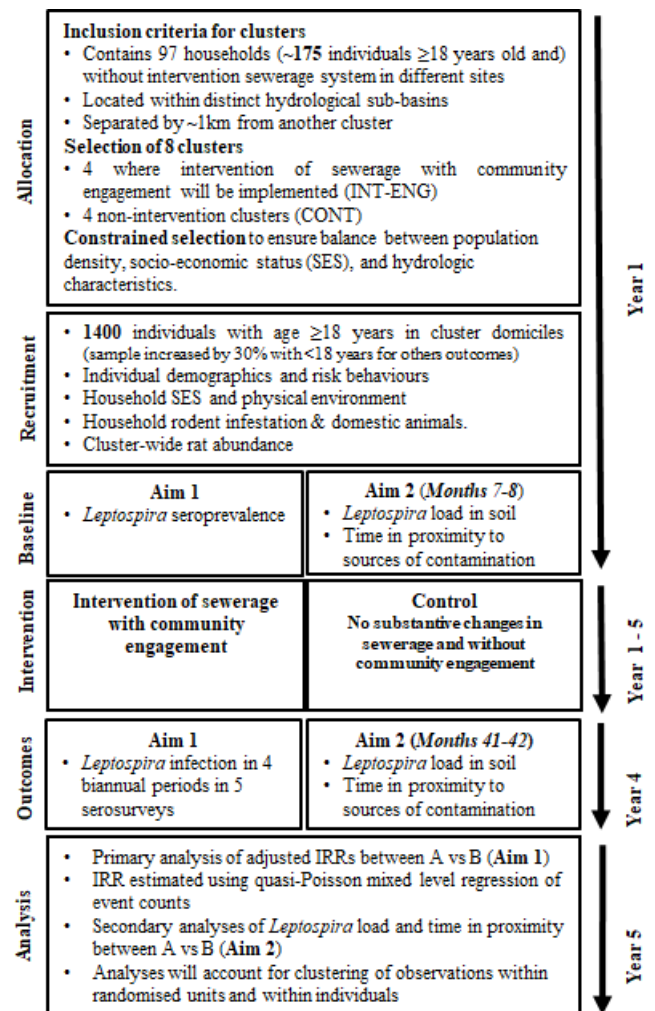 Allocation
Inclusion criteria for clusters
• Contains 97 households (~175 individuals ≥18 years old and)
without intervention sewerage system in different sites
• Located within distinct hydrological sub-basins
• Separated by ~1km from another cluster
Selection of 8 clusters
• 4 where intervention of sewerage with community
engagement will be implemented (INT-ENG)
• 4 non-intervention clusters (CONT)
Constrained selection to ensure balance between population
density, socio-economic status (SES), and hydrologic
characteristics.
Year 1
Recruitment
• 1400 individuals with age ≥18 years in cluster domiciles
(sample increased by 30% with <18 years for others outcomes)
• Individual demographics and risk behaviours
• Household SES and physical environment
• Household rodent infestation & domestic animals.
• Cluster-wide rat abundance
Baseline
Aim 1
• Leptospira seroprevalence
Aim 2 (Months 7-8)
• Leptospira load in soil
• Time in proximity to
sources of contamination
Intervention
Intervention of sewerage
with community
engagement
Control
No substantive changes in
sewerage and without
community engagement
Year 1 - 5
Outcomes
Aim 1
• Leptospira infection in 4
biannual periods in 5
serosurveys
Aim 2 (Months 41-42)
• Leptospira load in soil
• Time in proximity to
sources of contamination
Year 4
Analysis
• Primary analysis of adjusted IRRs between A vs B (Aim 1)
• IRR estimated using quasi-Poisson mixed level regression of
event counts
• Secondary analyses of Leptospira load and time in proximity
between A vs B (Aim 2)
• Analyses will account for clustering of observations within
randomised units and within individuals
Year 5